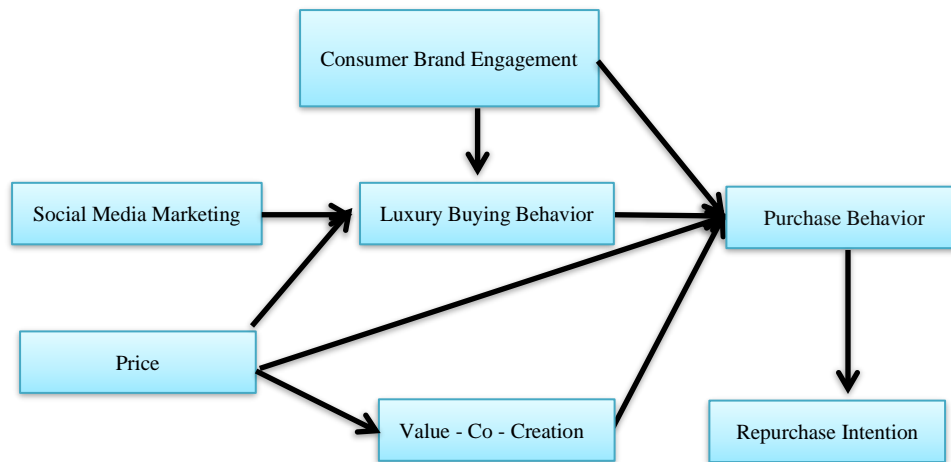 Consumer Brand Engagement
Social Media Marketing
Luxury Buying Behavior
Purchase Behavior
Price
Value - Co - Creation
Repurchase Intention